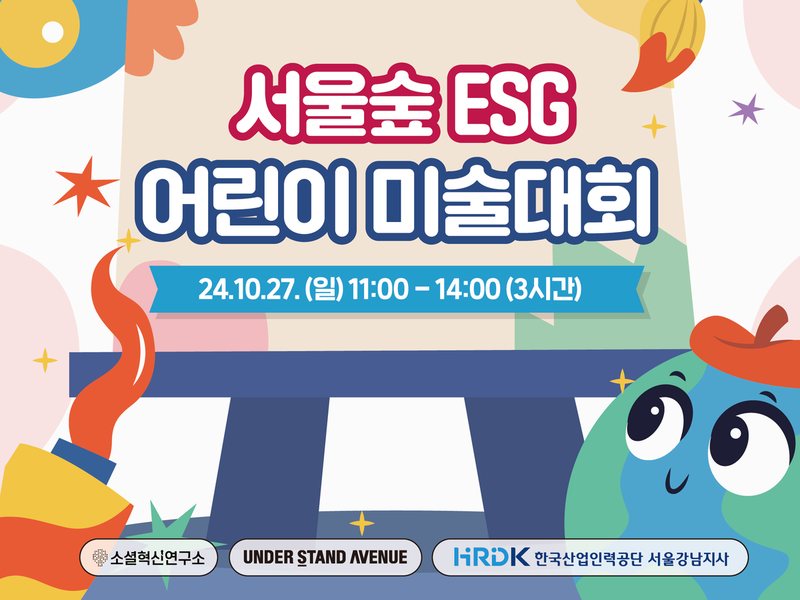 서울숲 ESG
어린이 미술대회
24.10.27. (일) 11:00 – 14:00 (3시간)
소셜혁신연구소
UNDER STAND AVENUE
HRDK 한국산업인력공단 서울강남지사